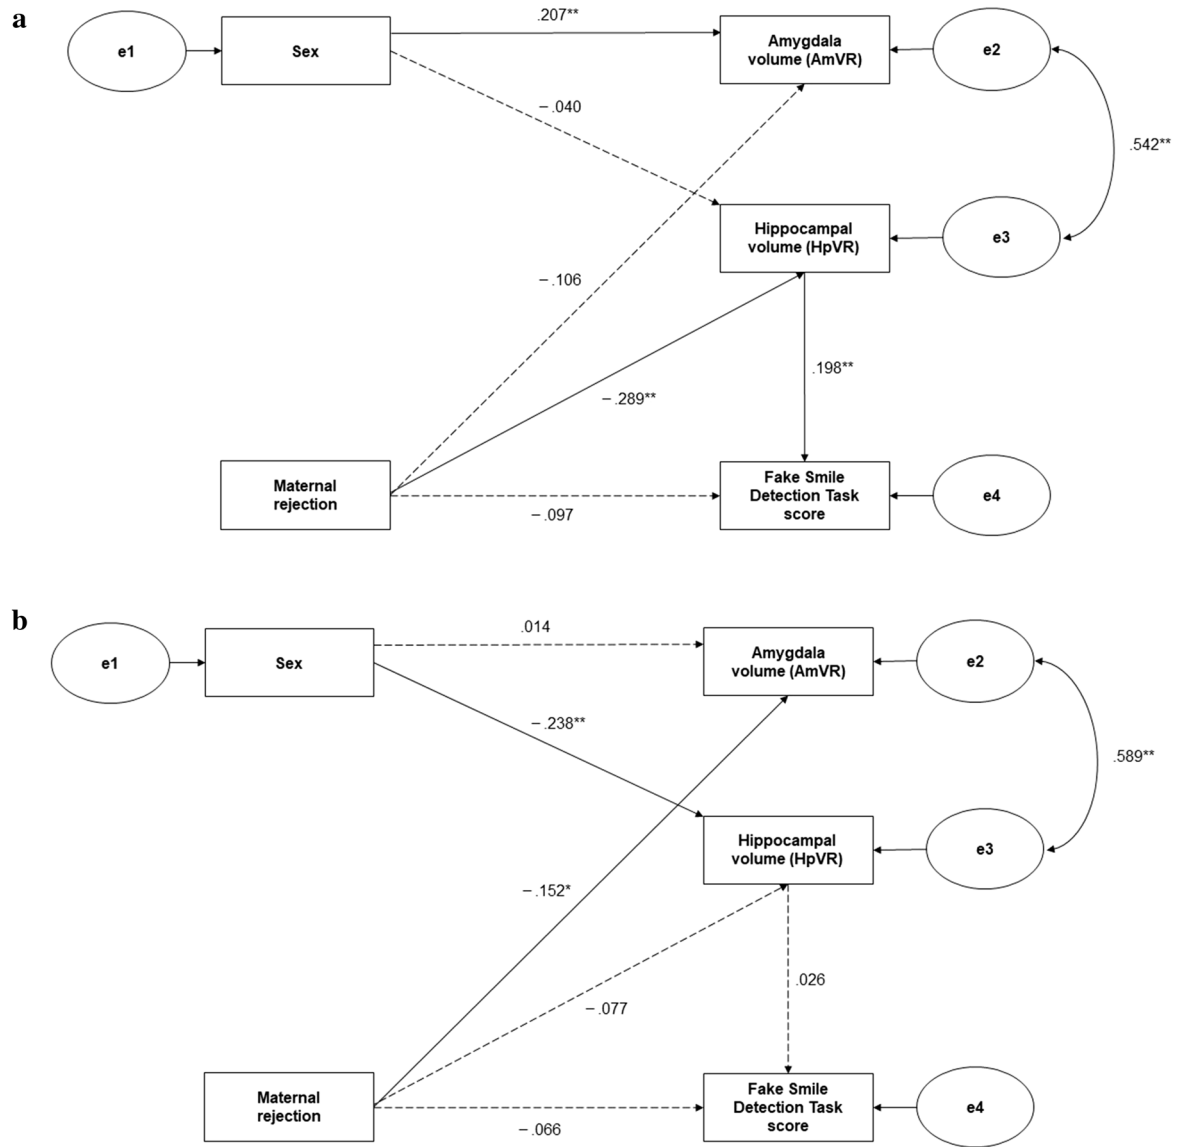 a
.207**
e1
Sex
Amygdala
volume (AmVR)
e2
− .040
.542**
Hippocampal
volume (HpVR)
e3
− .106
.198**
− .289**
Maternal
rejection
Fake Smile
Detection Task
score
e4
− .097
b
.014
e1
Sex
Amygdala
volume (AmVR)
e2
− .238**
.589**
Hippocampal
volume (HpVR)
e3
− .152*
.026
− .077
Maternal
rejection
Fake Smile
Detection Task
score
e4
− .066